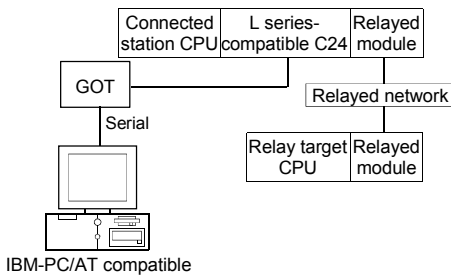 Connected
station CPU
L series-
compatible C24
Relayed
module
GOT
Relayed network
Serial
Relay target
CPU
Relayed
module
IBM-PC/AT compatible